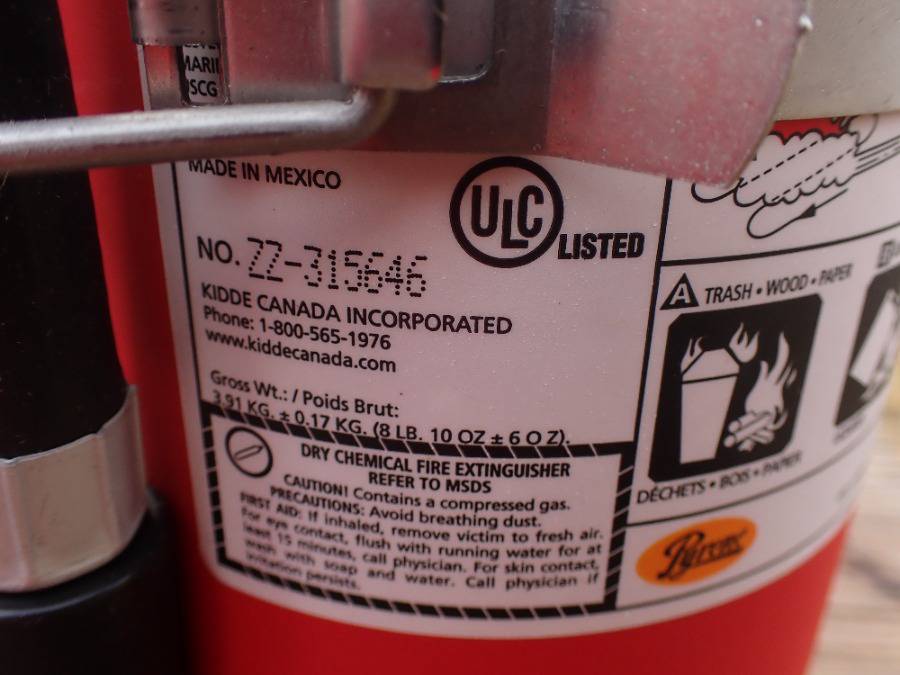 MARI
SCG
MADE IN MEXICO
ULC LISTED
NO. ZZ-315646
KIDDE CANADA INCORPORATED
Phone: 1-800-565-1976
www.kiddecanada.com
Gross Wt.: / Poids Brut:
3.91 KG. ± 0.17 KG. (8 LB. 10 OZ ± 6 O Z).
DRY CHEMICAL FIRE EXTINGUISHER
REFER TO MSDS
CAUTION! Contains a compressed gas.
PRECAUTIONS: Avoid breathing dust.
FIRST AID: If inhaled, remove victim to fresh air.
For eye contact, flush with running water for at
least 15 minutes, call physician. For skin contact,
wash with soap and water. Call physician if
irritation persists.
A TRASH • WOOD • PAPER
DÉCHETS • BOIS • PAPIER
Pyrene